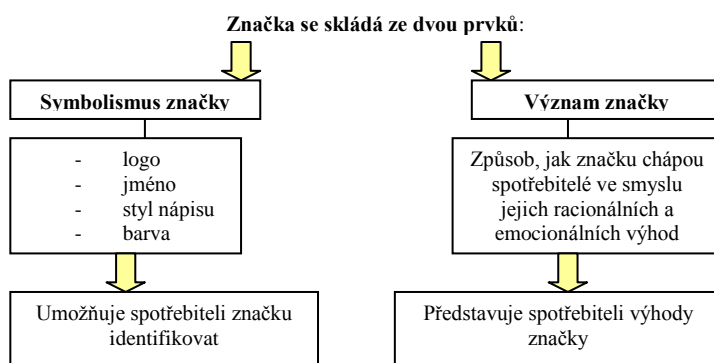 Značka se skládá ze dvou prvků:
Symbolismus značky
- logo
- jméno
- styl nápisu
- barva
Umožňuje spotřebiteli značku
identifikovat
Význam značky
Způsob, jak značku chápou
spotřebitelé ve smyslu
jejich racionálních a
emocionálních výhod
Představuje spotřebiteli výhody
značky